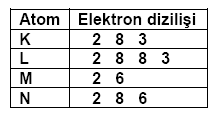 Atom Elektron dizilişi
K 2 8 3
L 2 8 8 3
M 2 6
N 2 8 6